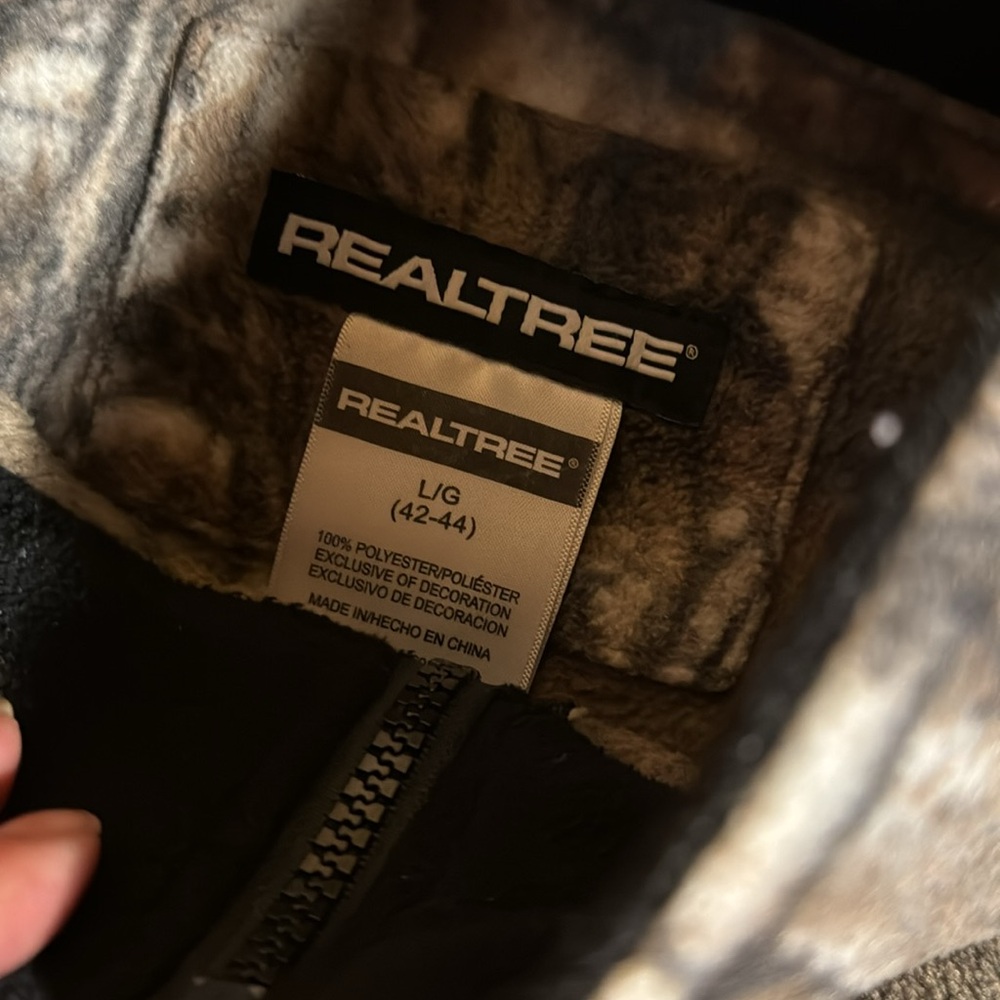 REALTREE®
REALTREE®
L/G
(42-44)
100% POLYESTER/POLIÉSTER
EXCLUSIVE OF DECORATION
EXCLUSIVO DE DECORACION
MADE IN/HECHO EN CHINA